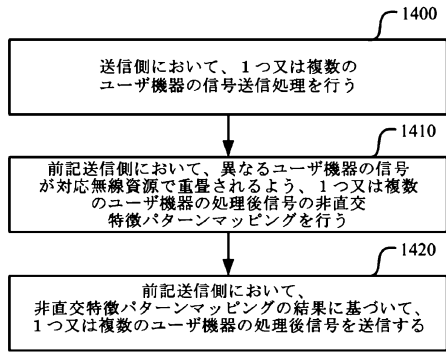 1400
送信側において、1つ又は複数の
ユーザ機器の信号送信処理を行う
1410
前記送信側において、異なるユーザ機器の信号
が対応無線資源で重畳されるよう、1つ又は複数
のユーザ機器の処理後信号の非直交
特徴パターンマッピングを行う
1420
前記送信側において、
非直交特徴パターンマッピングの結果に基づいて、
1つ又は複数のユーザ機器の処理後信号を送信する